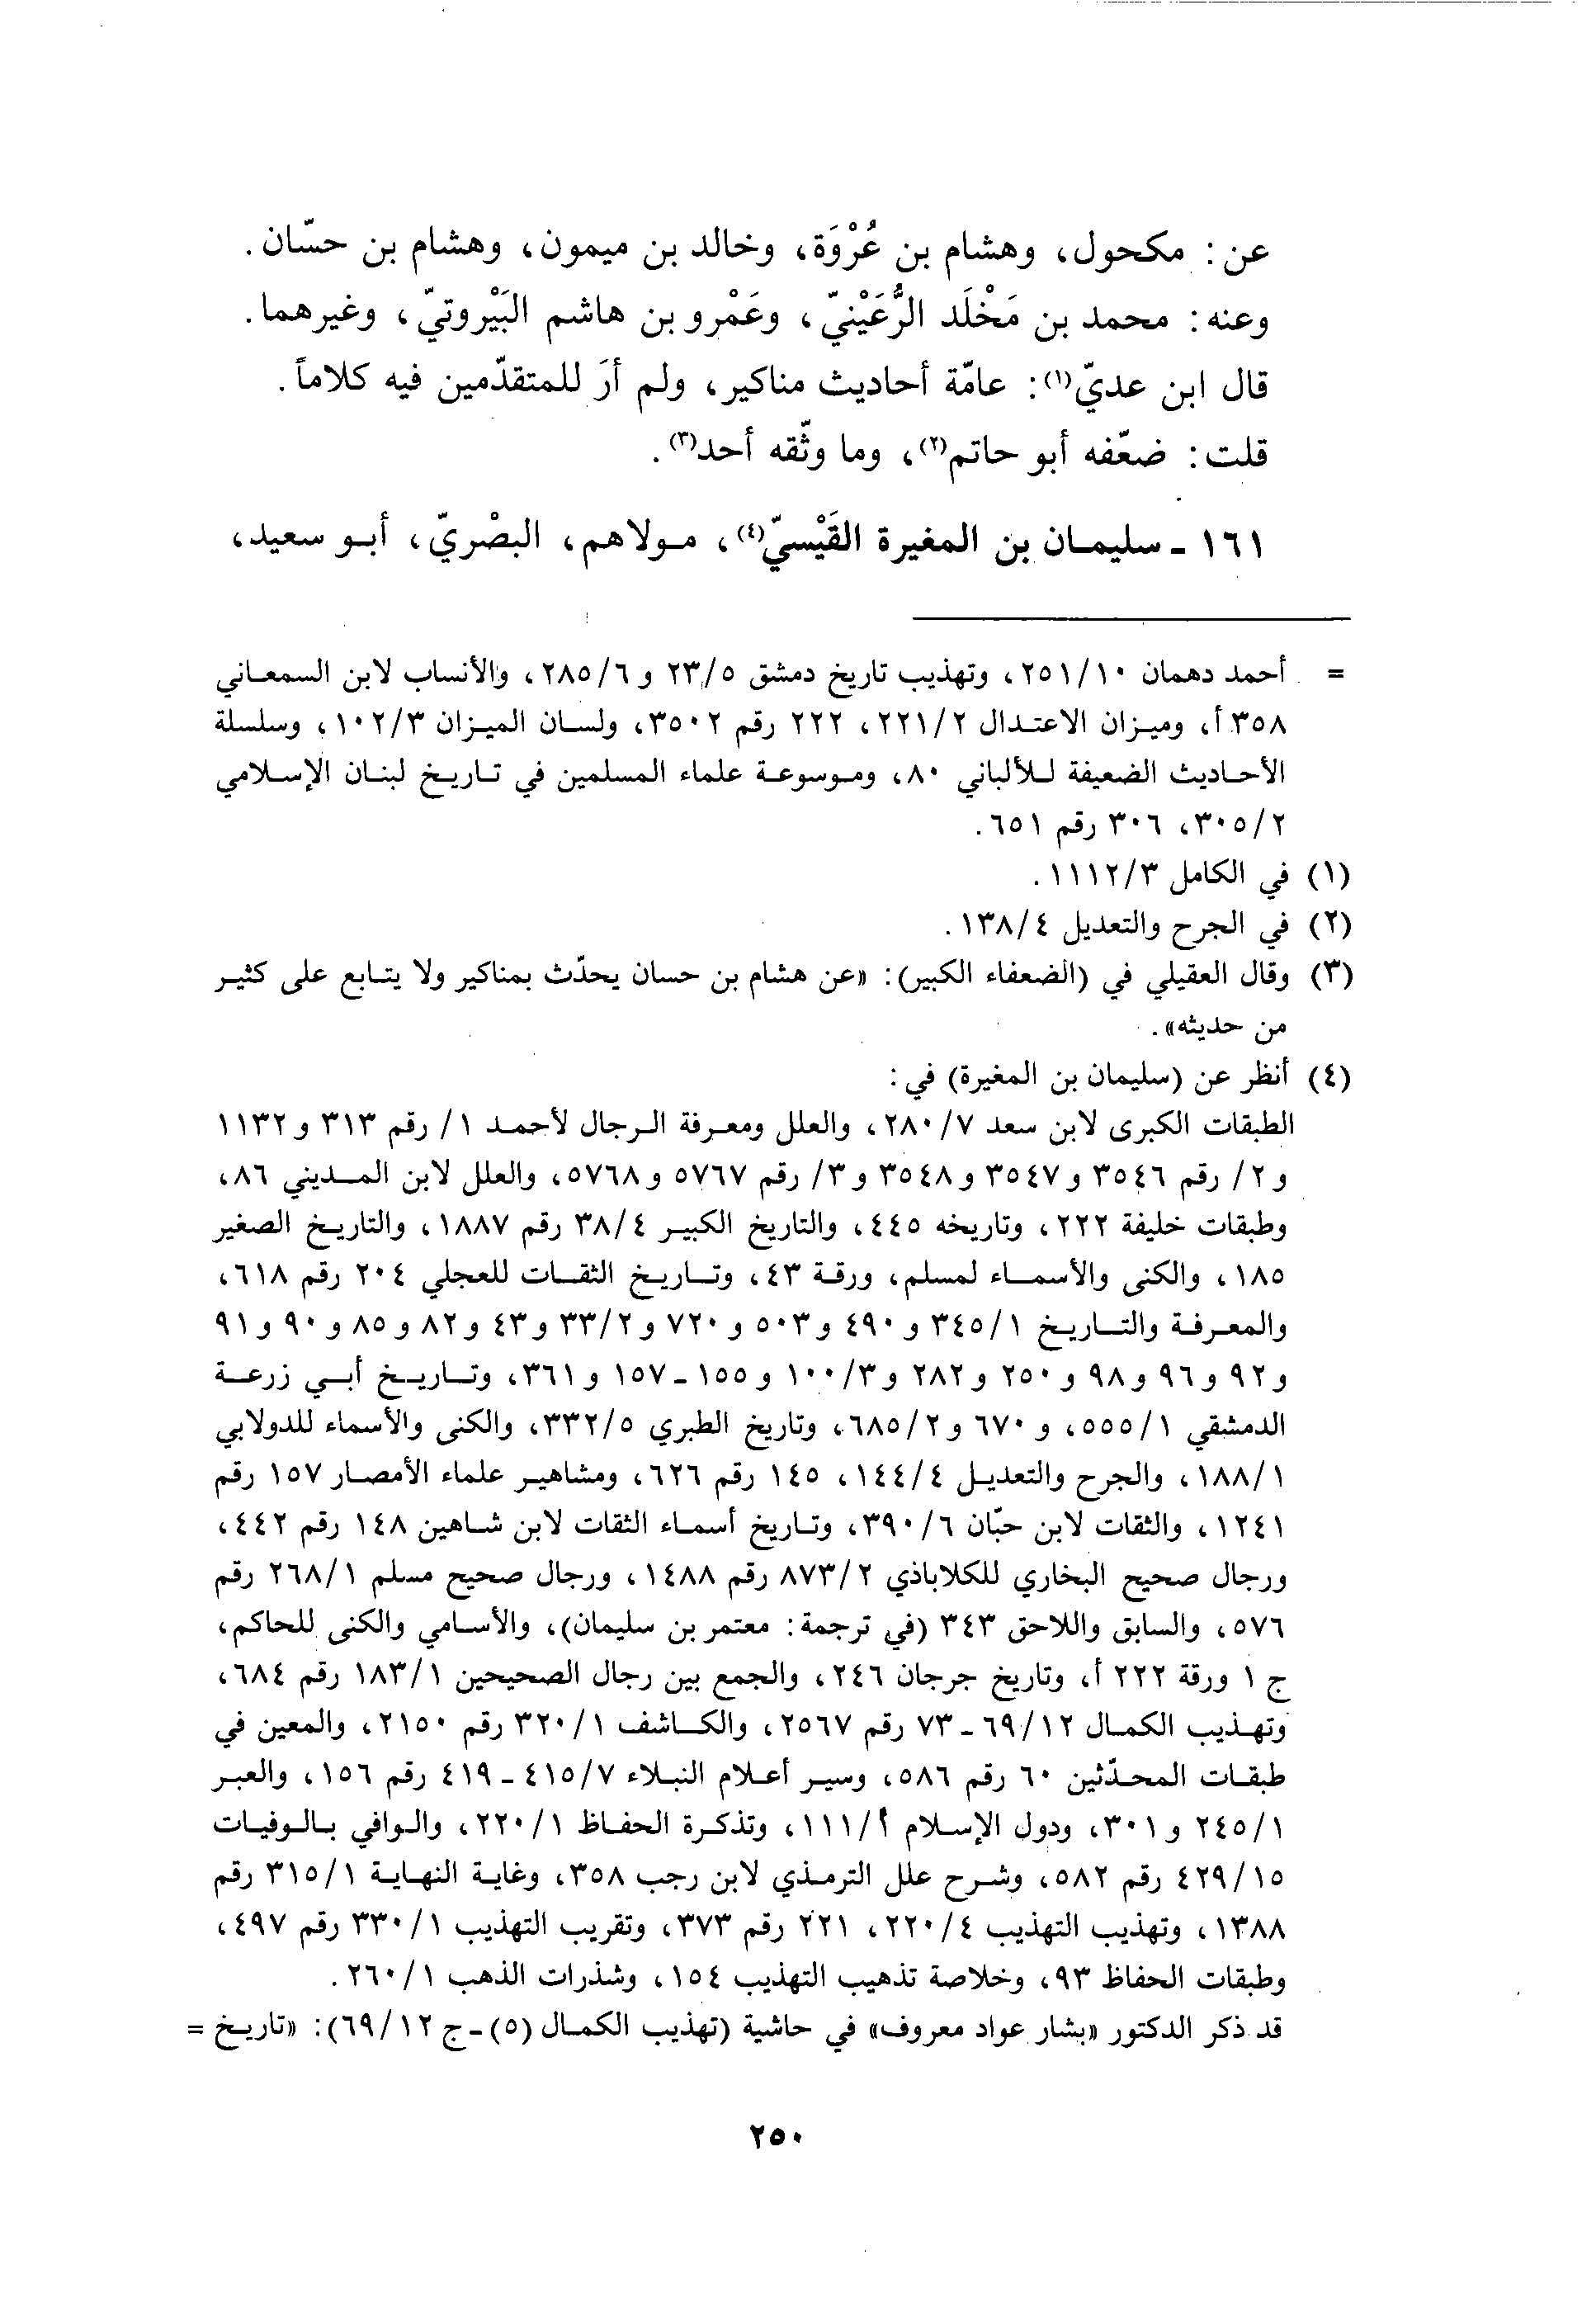 عن: مكحول، وهشام بن عُرْوَة، وخالد بن ميمون، وهشام بن حسّان.
وعنه: محمد بن مَخْلَد الرُّعَيْنيّ، وعَمْرو بن هاشم البَيْروتيّ، وغيرهما.
قال ابن عديّ(١): عامّة أحاديث مناكير، ولم أرَ للمتقدّمين فيه كلاماً.
قلت: ضعّفه أبو حاتم(٢)، وما وثّقه أحد(٣).
١٦١ - سليمان بن المغيرة القَيْسيّ(٤)، مولاهم، البصْريّ، أبو سعيد،
= أحمد دهمان ٢٥١/١٠، وتهذيب تاريخ دمشق ٢٣/٥ و ٢٨٥/٦، والأنساب لابن السمعاني
٣٥٨ أ، وميزان الاعتدال ٢٢١/٢، ٢٢٢ رقم ٣٥٠٢، ولسان الميزان ١٠٢/٣، وسلسلة
الأحاديث الضعيفة للألباني ٨٠، وموسوعة علماء المسلمين في تاريخ لبنان الإسلامي
٣٠٥/٢، ٣٠٦ رقم ٦٥١.
(١) في الكامل ١١١٢/٣.
(٢) في الجرح والتعديل ١٣٨/٤.
(٣) وقال العقيلي في (الضعفاء الكبير): «عن هشام بن حسان يحدّث بمناكير ولا يتابع على كثير
من حديثه».
(٤) أنظر عن (سليمان بن المغيرة) في:
الطبقات الكبرى لابن سعد ٢٨٠/٧، والعلل ومعرفة الرجال لأحمد ١/ رقم ٣١٣ و ١١٣٢
و ٢/ رقم ٣٥٤٦ و ٣٥٤٧ و ٣٥٤٨ و ٣/ رقم ٥٧٦٧ و ٥٧٦٨، والعلل لابن المديني ٨٦،
وطبقات خليفة ٢٢٢، وتاريخه ٤٤٥، والتاريخ الكبير ٣٨/٤ رقم ١٨٨٧، والتاريخ الصغير
١٨٥، والكنى والأسماء لمسلم، ورقة ٤٣، وتاريخ الثقات للعجلي ٢٠٤ رقم ٦١٨،
والمعرفة والتاريخ ٣٤٥/١ و ٤٩٠ و ٥٠٣ و ٧٢٠ و ٣٣/٢ و ٤٣ و ٨٢ و ٨٥ و ٩٠ و ٩١
و ٩٢ و ٩٦ و ٩٨ و ٢٥٠ و ٢٨٢ و ١٠٠/٣ و ١٥٥ - ١٥٧ و ٣٦١، وتاريخ أبي زرعة
الدمشقي ٥٥٥/١، و ٦٧٠ و ٦٨٥/٢، وتاريخ الطبري ٣٣٢/٥، والكنى والأسماء للدولابي
١٨٨/١، والجرح والتعديل ١٤٤/٤، ١٤٥ رقم ٦٢٦، ومشاهير علماء الأمصار ١٥٧ رقم
١٢٤١، والثقات لابن حبّان ٣٩٠/٦، وتاريخ أسماء الثقات لابن شاهين ١٤٨ رقم ٤٤٢،
ورجال صحيح البخاري للكلاباذي ٨٧٣/٢ رقم ١٤٨٨، ورجال صحيح مسلم ٢٦٨/١ رقم
٥٧٦، والسابق واللاحق ٣٤٣ (في ترجمة: معتمر بن سليمان)، والأسامي والكنى للحاكم،
ج ١ ورقة ٢٢٢ أ، وتاريخ جرجان ٢٤٦، والجمع بين رجال الصحيحين ١٨٣/١ رقم ٦٨٤،
وتهذيب الكمال ٦٩/١٢ - ٧٣ رقم ٢٥٦٧، والكاشف ٣٢٠/١ رقم ٢١٥٠، والمعين في
طبقات المحدّثين ٦٠ رقم ٥٨٦، وسير أعلام النبلاء ٤١٥/٧ - ٤١٩ رقم ١٥٦، والعبر
٢٤٥/١ و ٣٠١، ودول الإسلام ١١١/١، وتذكرة الحفاظ ٢٢٠/١، والوافي بالوفيات
٤٢٩/١٥ رقم ٥٨٢، وشرح علل الترمذي لابن رجب ٣٥٨، وغاية النهاية ٣١٥/١ رقم
١٣٨٨، وتهذيب التهذيب ٢٢٠/٤، ٢٢١ رقم ٣٧٣، وتقريب التهذيب ٣٣٠/١ رقم ٤٩٧،
وطبقات الحفاظ ٩٣، وخلاصة تذهيب التهذيب ١٥٤، وشذرات الذهب ٢٦٠/١.
قد ذكر الدكتور «بشار عواد معروف» في حاشية (تهذيب الكمال (٥) - ج ٦٩/١٢): «تاريخ =
٢٥٠